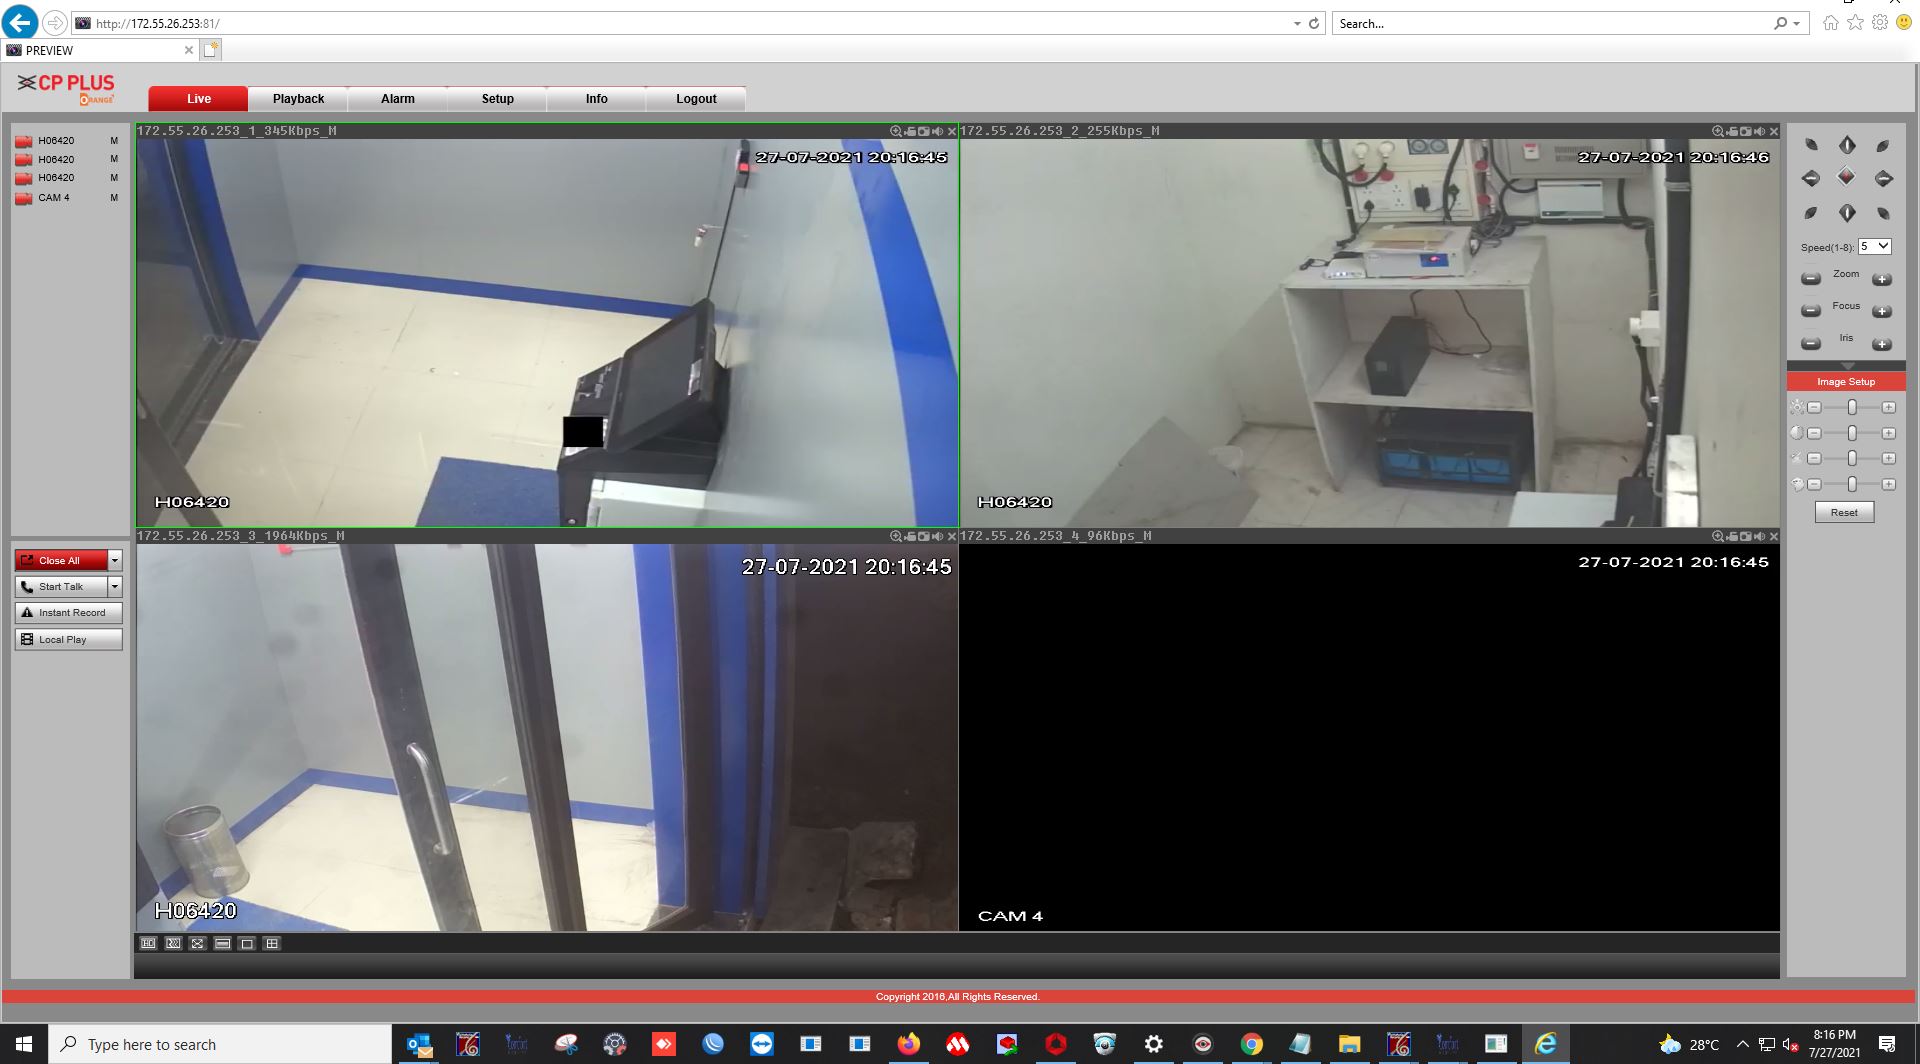 http://172.55.26.253:81/
Search...
PREVIEW
CP PLUS
ORANGE
Live
Playback
Alarm
Setup
Info
Logout
H06420 M
H06420 M
H06420 M
CAM 4 M
Close All
Start Talk
Instant Record
Local Play
172.55.26.253_1_345Kbps_M
27-07-2021 20:16:45
H06420
172.55.26.253_2_255Kbps_M
27-07-2021 20:16:46
H06420
172.55.26.253_3_1964Kbps_M
27-07-2021 20:16:45
H06420
172.55.26.253_4_96Kbps_M
27-07-2021 20:16:45
CAM 4
Speed(1-8): 5
Zoom
Focus
Iris
Image Setup
Reset
Copyright 2016,All Rights Reserved.
Type here to search
28°C
8:16 PM
7/27/2021